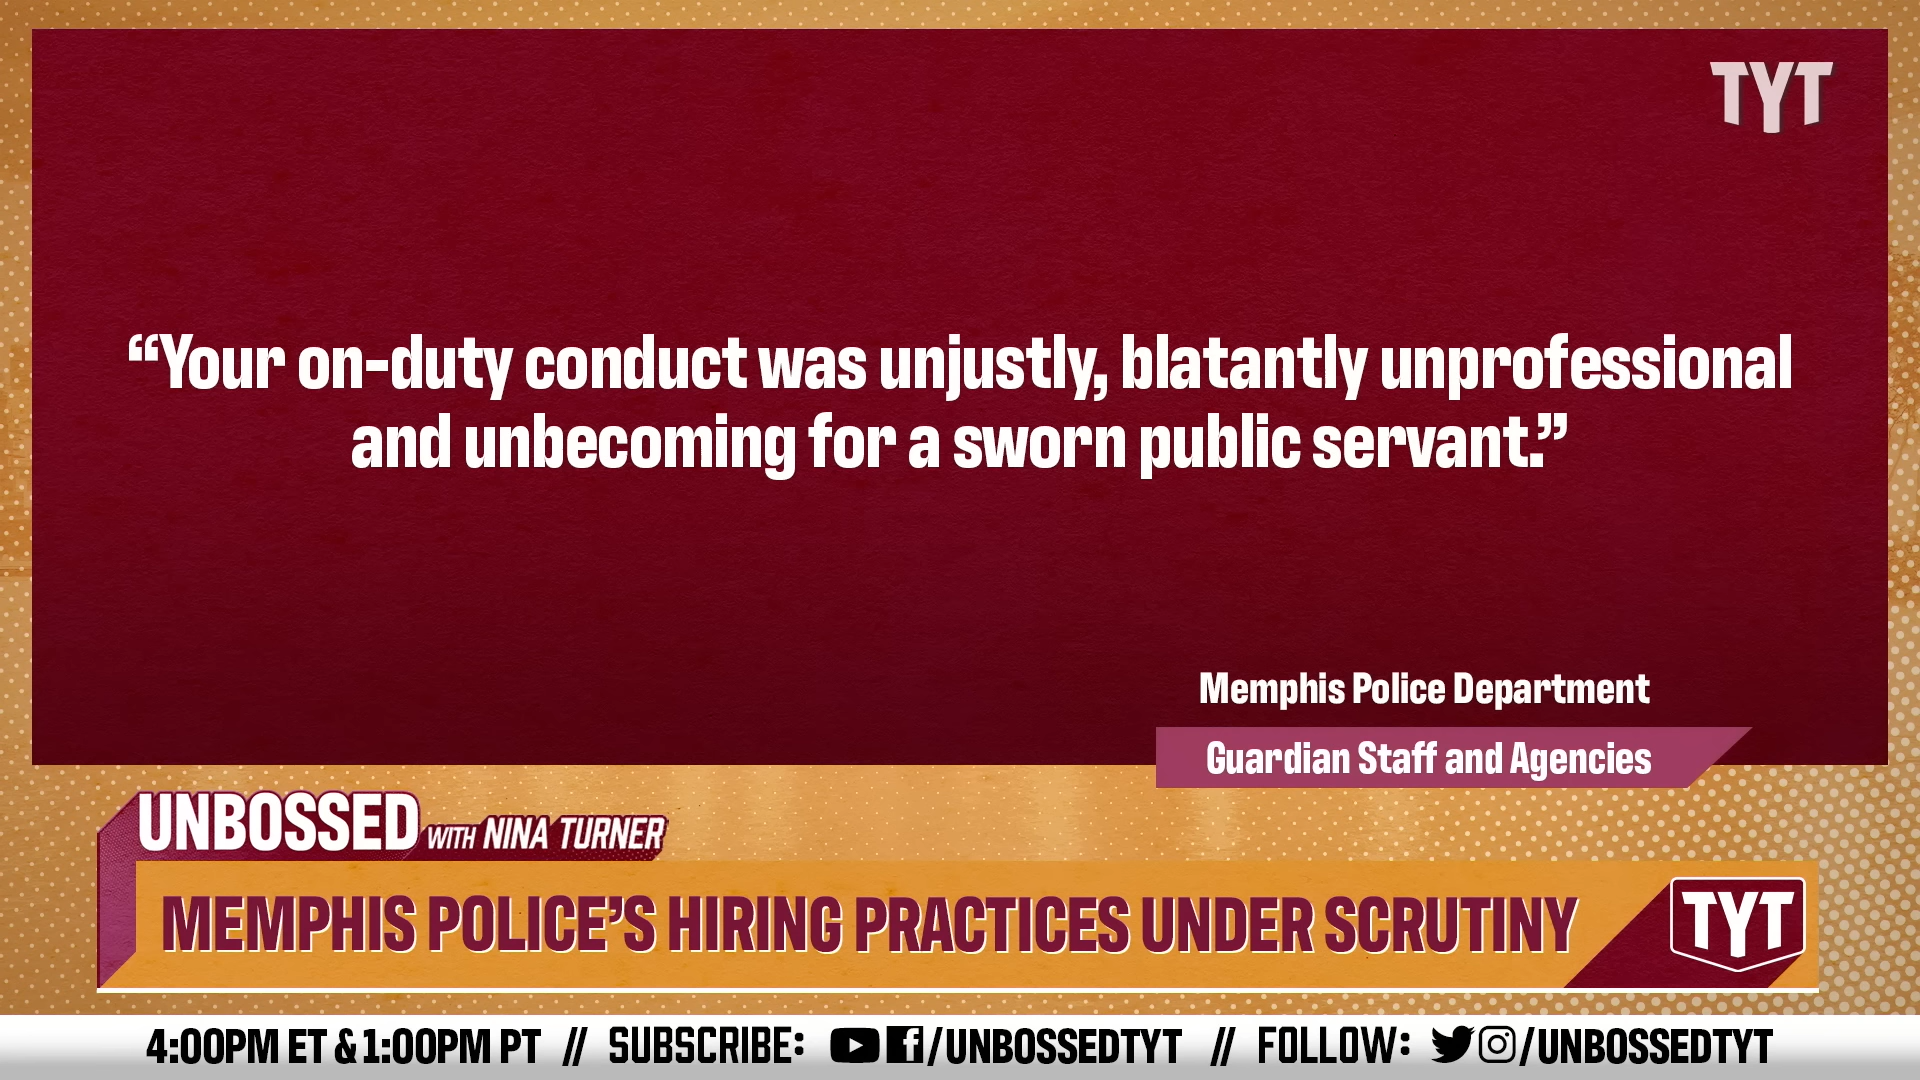 TYT
“Your on-duty conduct was unjustly, blatantly unprofessional
and unbecoming for a sworn public servant.”
Memphis Police Department
Guardian Staff and Agencies
UNBOSSED WITH NINA TURNER
MEMPHIS POLICE’S HIRING PRACTICES UNDER SCRUTINY
TYT
4:00PM ET & 1:00PM PT // SUBSCRIBE: /UNBOSSEDTYT // FOLLOW: /UNBOSSEDTYT